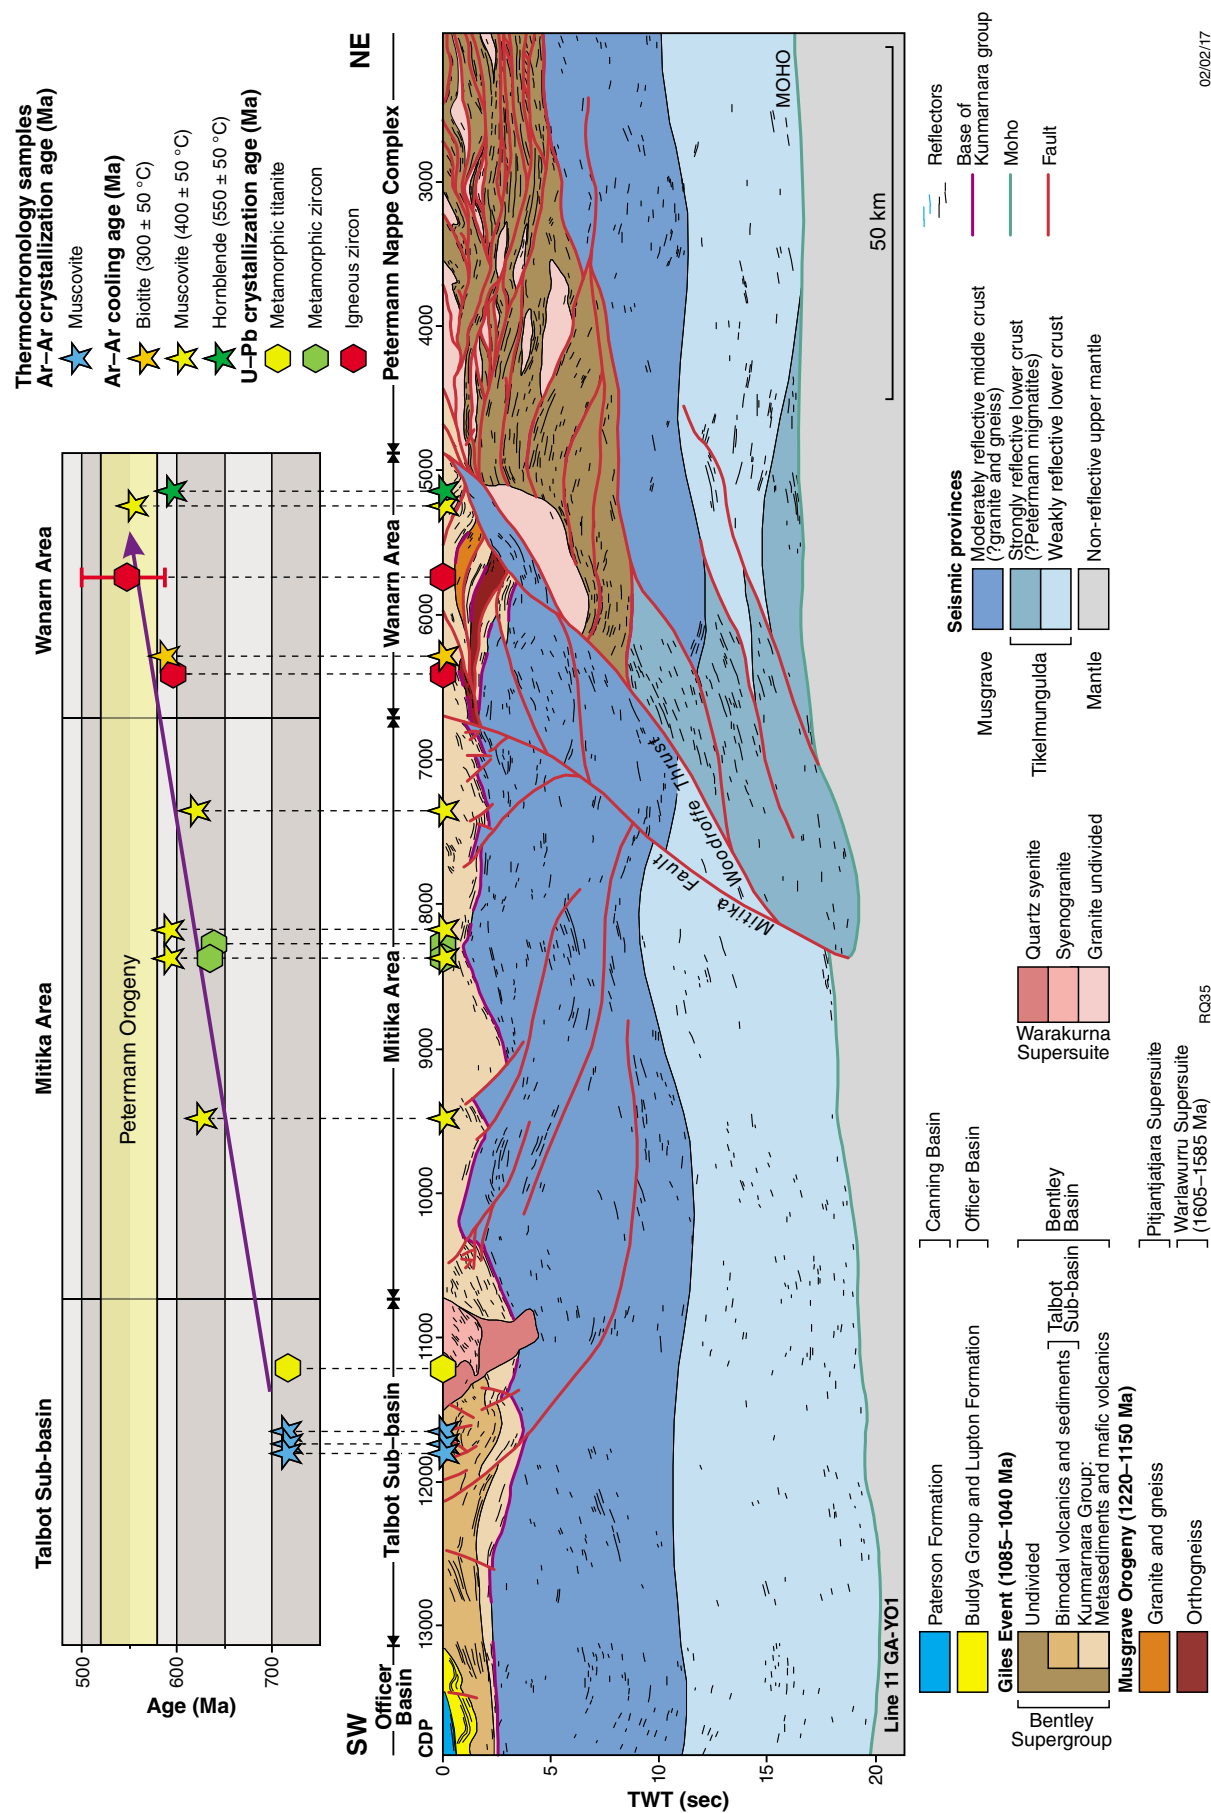 Thermochronology samples
Ar–Ar crystallization age (Ma)
Muscovite
Ar–Ar cooling age (Ma)
Biotite (300 ± 50 °C)
Muscovite (400 ± 50 °C)
Hornblende (550 ± 50 °C)
U–Pb crystallization age (Ma)
Metamorphic titanite
Metamorphic zircon
Igneous zircon
Talbot Sub-basin
Mitika Area
Wanarn Area
Petermann Orogeny
500
600
700
Age (Ma)
SW
NE
Officer
Basin
Talbot Sub-basin
Mitika Area
Wanarn Area
Petermann Nappe Complex
CDP
13000
12000
11000
10000
9000
8000
7000
6000
5000
4000
3000
0
5
10
15
20
TWT (sec)
Mitika
Fault
Woodroffe Thrust
MOHO
50 km
Line 11 GA-YO1
Paterson Formation
Canning Basin
Buldya Group and Lupton Formation
Officer Basin
Giles Event (1085–1040 Ma)
Undivided
Bimodal volcanics and sediments
Talbot
Sub-basin
Kunmarnara Group:
Metasediments and mafic volcanics
Bentley
Basin
Bentley
Supergroup
Musgrave Orogeny (1220–1150 Ma)
Granite and gneiss
Pitjantjatjara Supersuite
Orthogneiss
Warlawurru Supersuite
(1605–1585 Ma)
Warakurna
Supersuite
Quartz syenite
Syenogranite
Granite undivided
Seismic provinces
Musgrave
Moderately reflective middle crust
(?granite and gneiss)
Tikelmungulda
Strongly reflective lower crust
(?Petermann migmatites)
Weakly reflective lower crust
Mantle
Non-reflective upper mantle
Reflectors
Base of
Kunmarnara group
Moho
Fault
RQ35
02/02/17